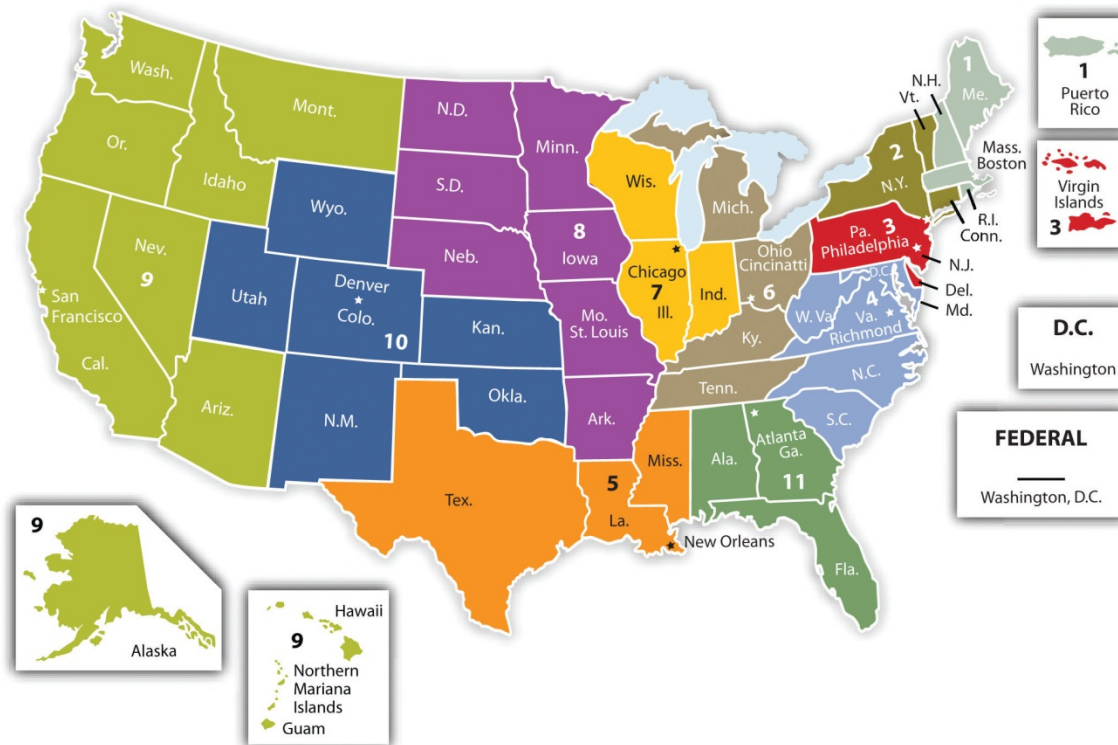 Wash.
Or.
Idaho
Mont.
Nev.
9
San
Francisco
Cal.
Ariz.
Wyo.
Utah
Denver
Colo.
10
N.M.
Kan.
Okla.
N.D.
S.D.
Neb.
Minn.
8
Iowa
Mo.
St. Louis
Ark.
Tex.
5
La.
Miss.
New Orleans
Wis.
Chicago
7
Ill.
Ind.
Mich.
Ohio
Cincinatti
6
Ky.
Tenn.
Ala.
Atlanta
Ga.
11
Fla.
D.C.
4
W. Va.
Va.
Richmond
N.C.
S.C.
3
Pa.
Philadelphia
2
N.Y.
Vt.
N.H.
1
Me.
Mass.
Boston
R.I.
Conn.
N.J.
Del.
Md.
1
Puerto
Rico
Virgin
Islands
3
D.C.
Washington
FEDERAL
Washington, D.C.
9
Alaska
Hawaii
9
Northern
Mariana
Islands
Guam